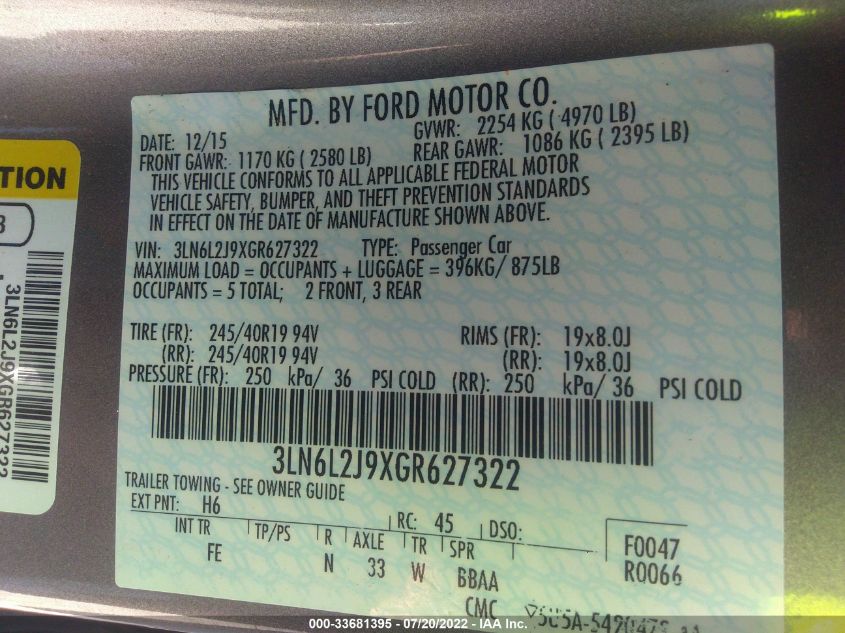 MFD. BY FORD MOTOR CO.
DATE: 12/15
GVWR: 2254 KG ( 4970 LB)
FRONT GAWR: 1170 KG ( 2580 LB)
REAR GAWR: 1086 KG ( 2395 LB)
THIS VEHICLE CONFORMS TO ALL APPLICABLE FEDERAL MOTOR
VEHICLE SAFETY, BUMPER, AND THEFT PREVENTION STANDARDS
IN EFFECT ON THE DATE OF MANUFACTURE SHOWN ABOVE.
VIN: 3LN6L2J9XGR627322 TYPE: Passenger Car
MAXIMUM LOAD = OCCUPANTS + LUGGAGE = 396KG/ 875LB
OCCUPANTS = 5 TOTAL; 2 FRONT, 3 REAR
TIRE (FR): 245/40R19 94V RIMS (FR): 19x8.0J
(RR): 245/40R19 94V (RR): 19x8.0J
PRESSURE (FR): 250 kPa/ 36 PSI COLD (RR): 250 kPa/ 36 PSI COLD
3LN6L2J9XGR627322
TRAILER TOWING - SEE OWNER GUIDE
EXT PNT: H6 RC: 45 DSO:
INT TR TP/PS R AXLE TR SPR
FE N 33 W BBAA
F0047
R0066
CMC
TION
3
3LN6L2J9XGR627322
000-33681395 - 07/20/2022 - IAA Inc.